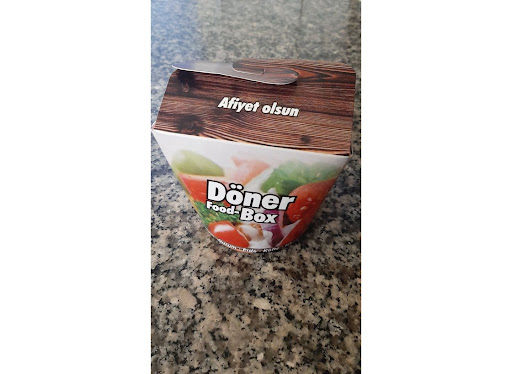 Afiyet olsun
Döner
Food-Box